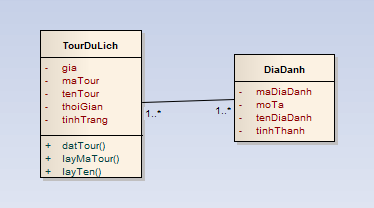 TourDuLich
- gia
- maTour
- tenTour
- thoiGian
- tinhTrang
+ datTour()
+ layMaTour()
+ layTen()
1..*
1..*
DiaDanh
- maDiaDanh
- moTa
- tenDiaDanh
- tinhThanh